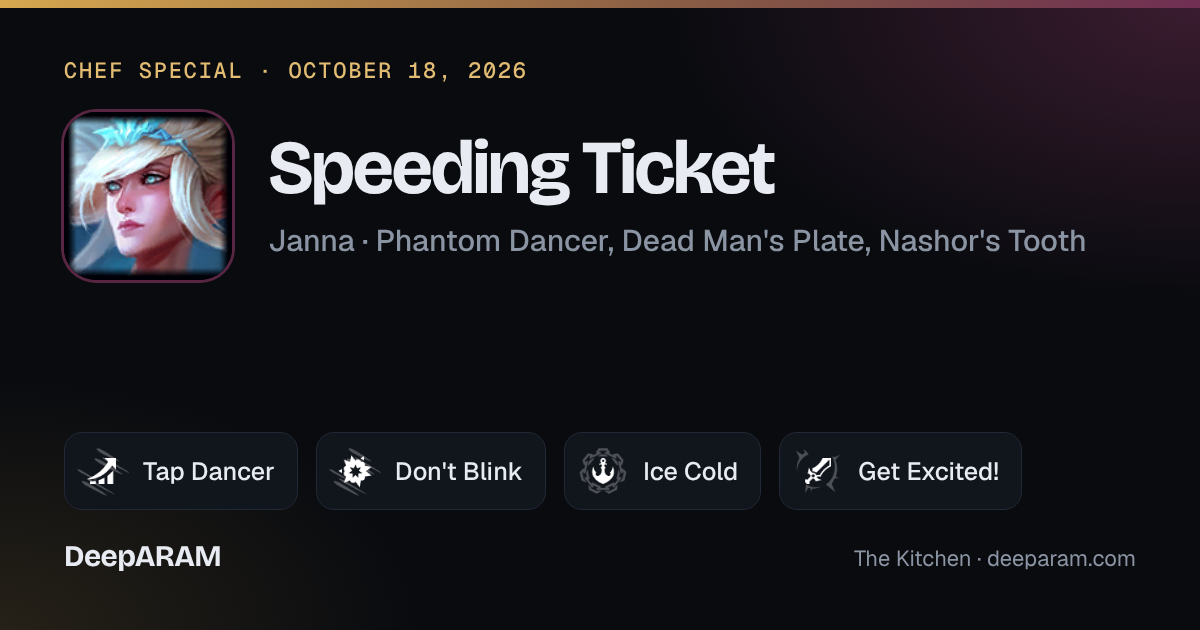 CHEF SPECIAL · OCTOBER 18, 2026
Speeding Ticket
Janna · Phantom Dancer, Dead Man's Plate, Nashor's Tooth
Tap Dancer
Don't Blink
Ice Cold
Get Excited!
DeepARAM
The Kitchen · deeparam.com